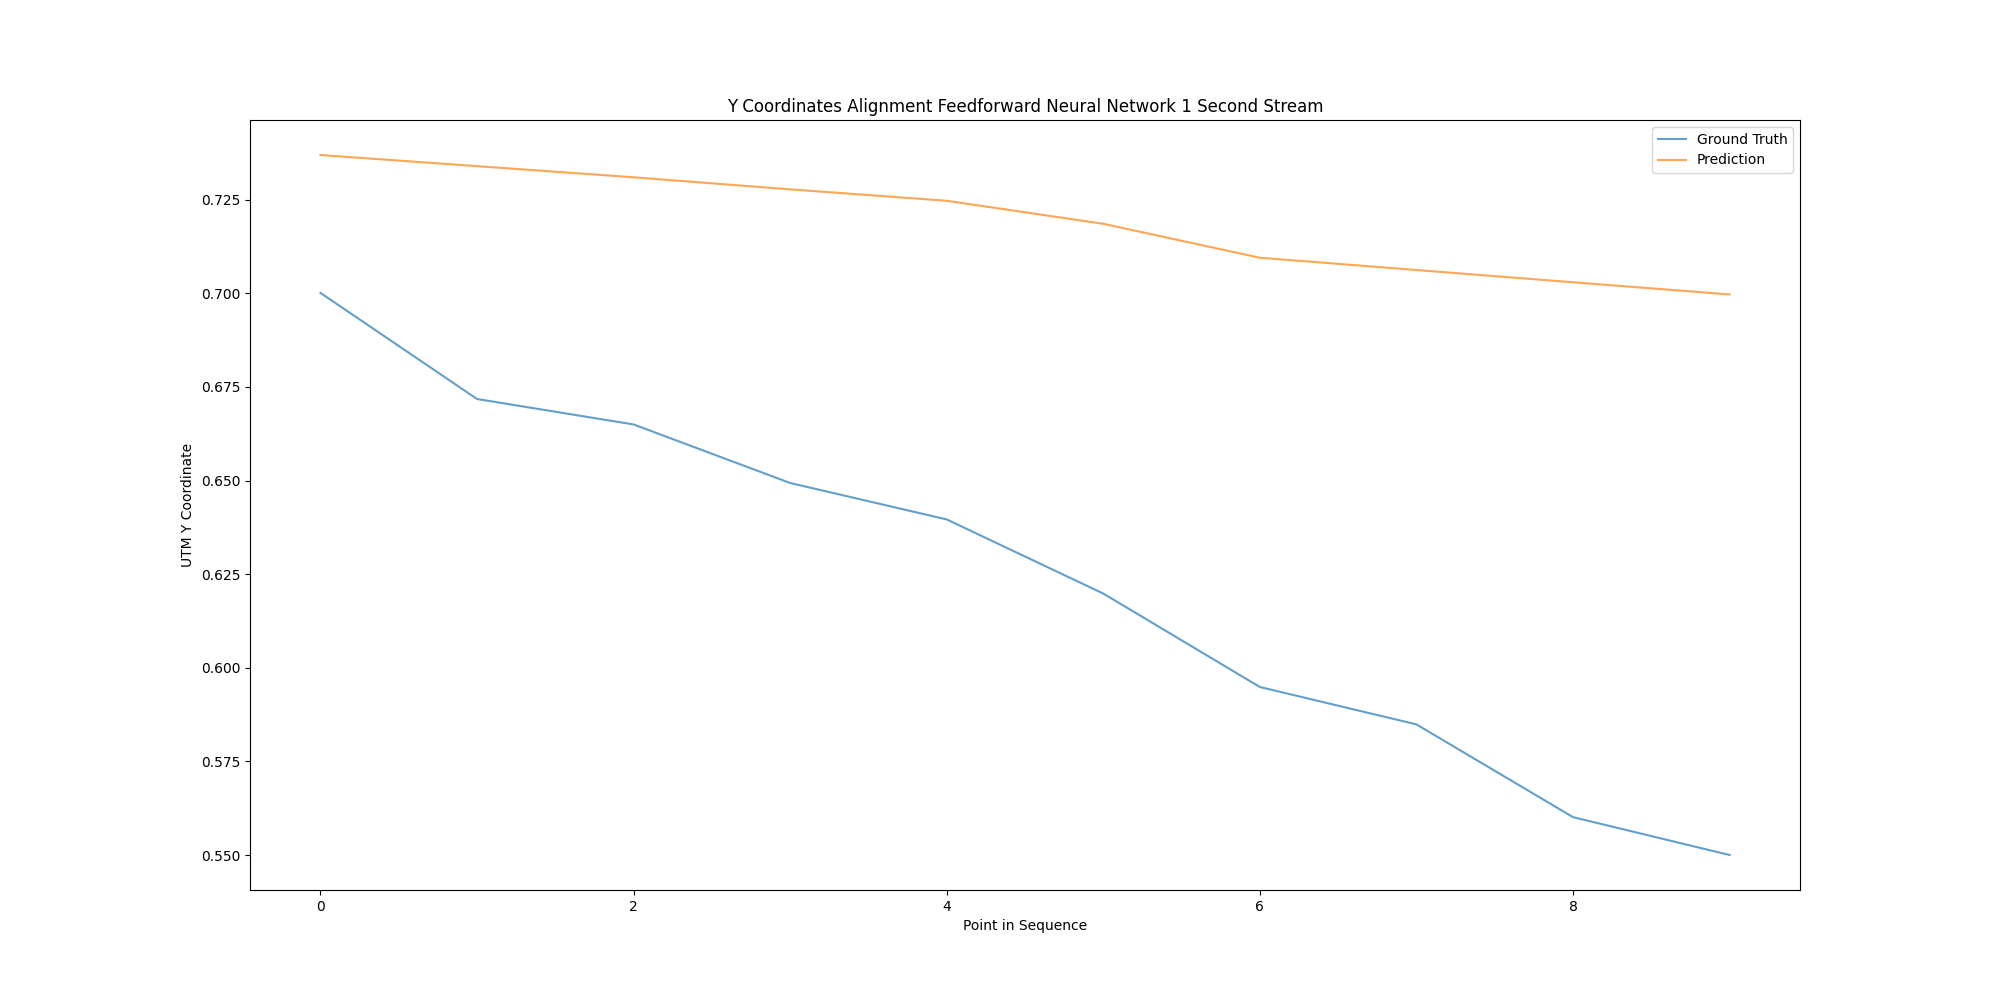 Y Coordinates Alignment Feedforward Neural Network 1 Second Stream
Ground Truth
Prediction
UTM Y Coordinate
0.725
0.700
0.675
0.650
0.625
0.600
0.575
0.550
0 2 4 6 8
Point in Sequence